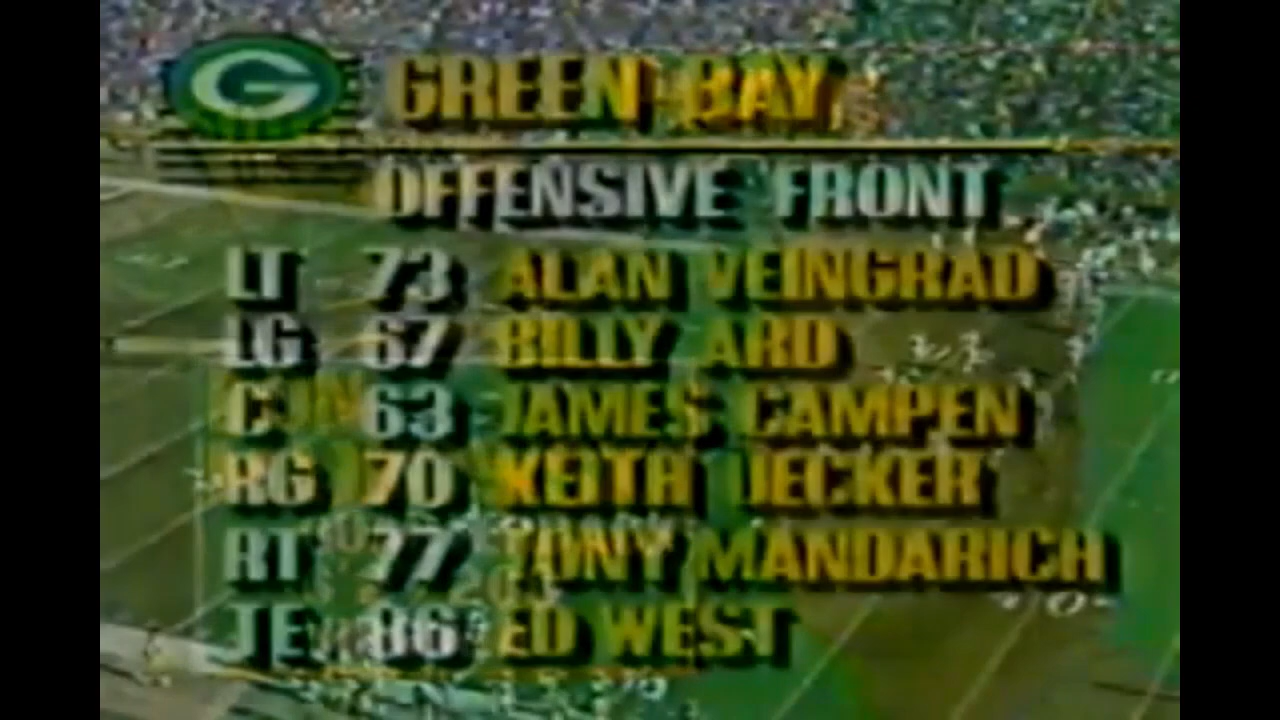 G GREEN BAY
OFFENSIVE FRONT
LT 73 ALAN VEINGRAD
LG 67 BILLY ARD
C 63 JAMES CAMPEN
RG 70 KEITH UECKER
RT 77 TONY MANDARICH
TE 86 ED WEST